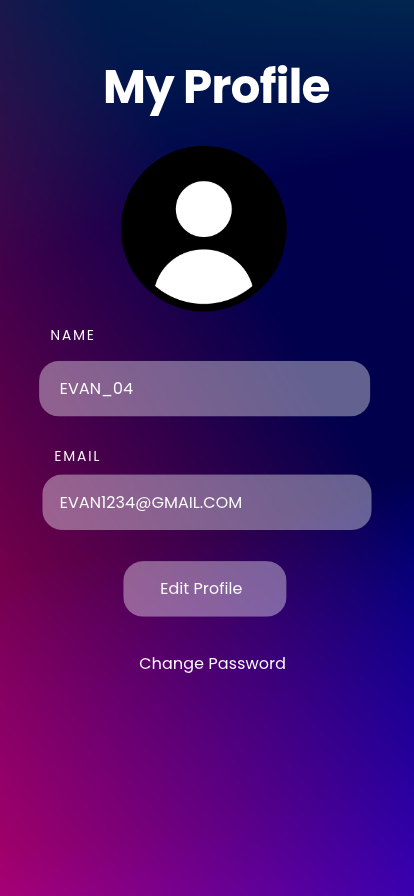 My Profile
NAME
EVAN_04
EMAIL
EVAN1234@GMAIL.COM
Edit Profile
Change Password